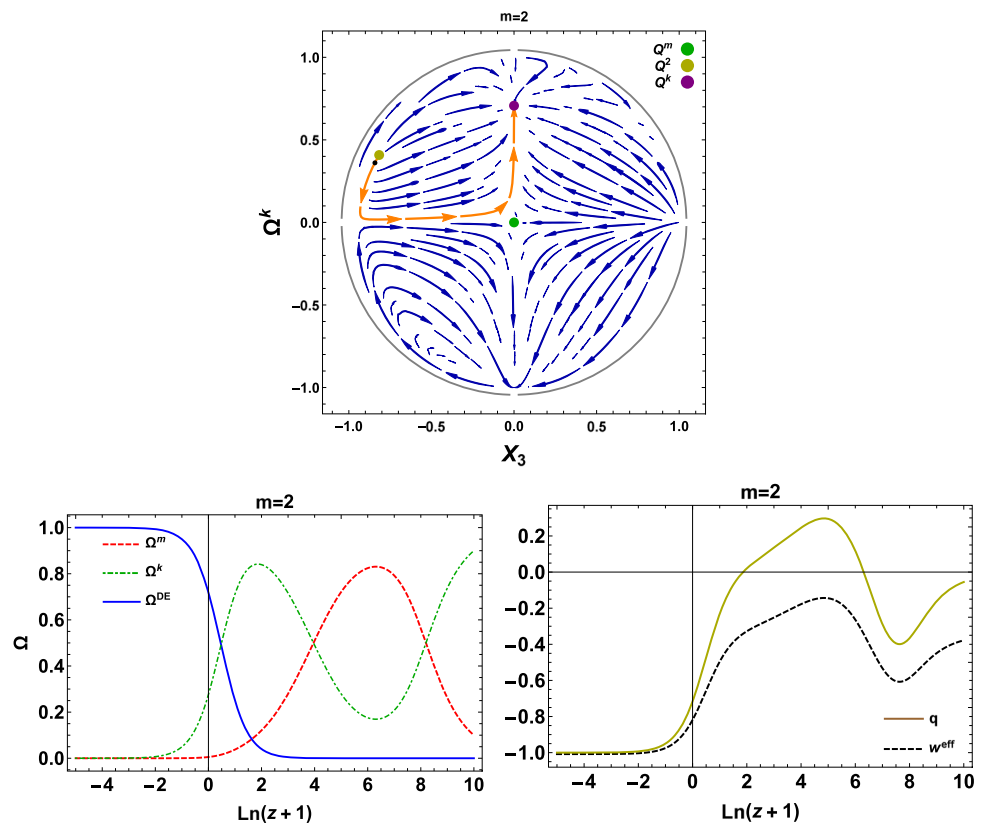 m=2
Q^m
Q^2
Q^k
1.0
0.5
0.0
−0.5
−1.0
Ω^k
−1.0 −0.5 0.0 0.5 1.0
X_3
m=2
1.0
0.8
0.6
0.4
0.2
0.0
Ω
Ω^m
Ω^k
Ω^DE
−4 −2 0 2 4 6 8 10
Ln(z + 1)
m=2
0.2
0.0
−0.2
−0.4
−0.6
−0.8
−1.0
q
w^eff
−4 −2 0 2 4 6 8 10
Ln(z + 1)